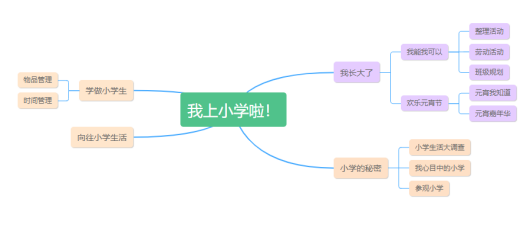 我上小学啦！
我长大了
我能我可以
整理活动
劳动活动
班级规划
欢乐元宵节
元宵我知道
元宵嘉年华
小学的秘密
小学生活大调查
我心目中的小学
参观小学
学做小学生
物品管理
时间管理
向往小学生活